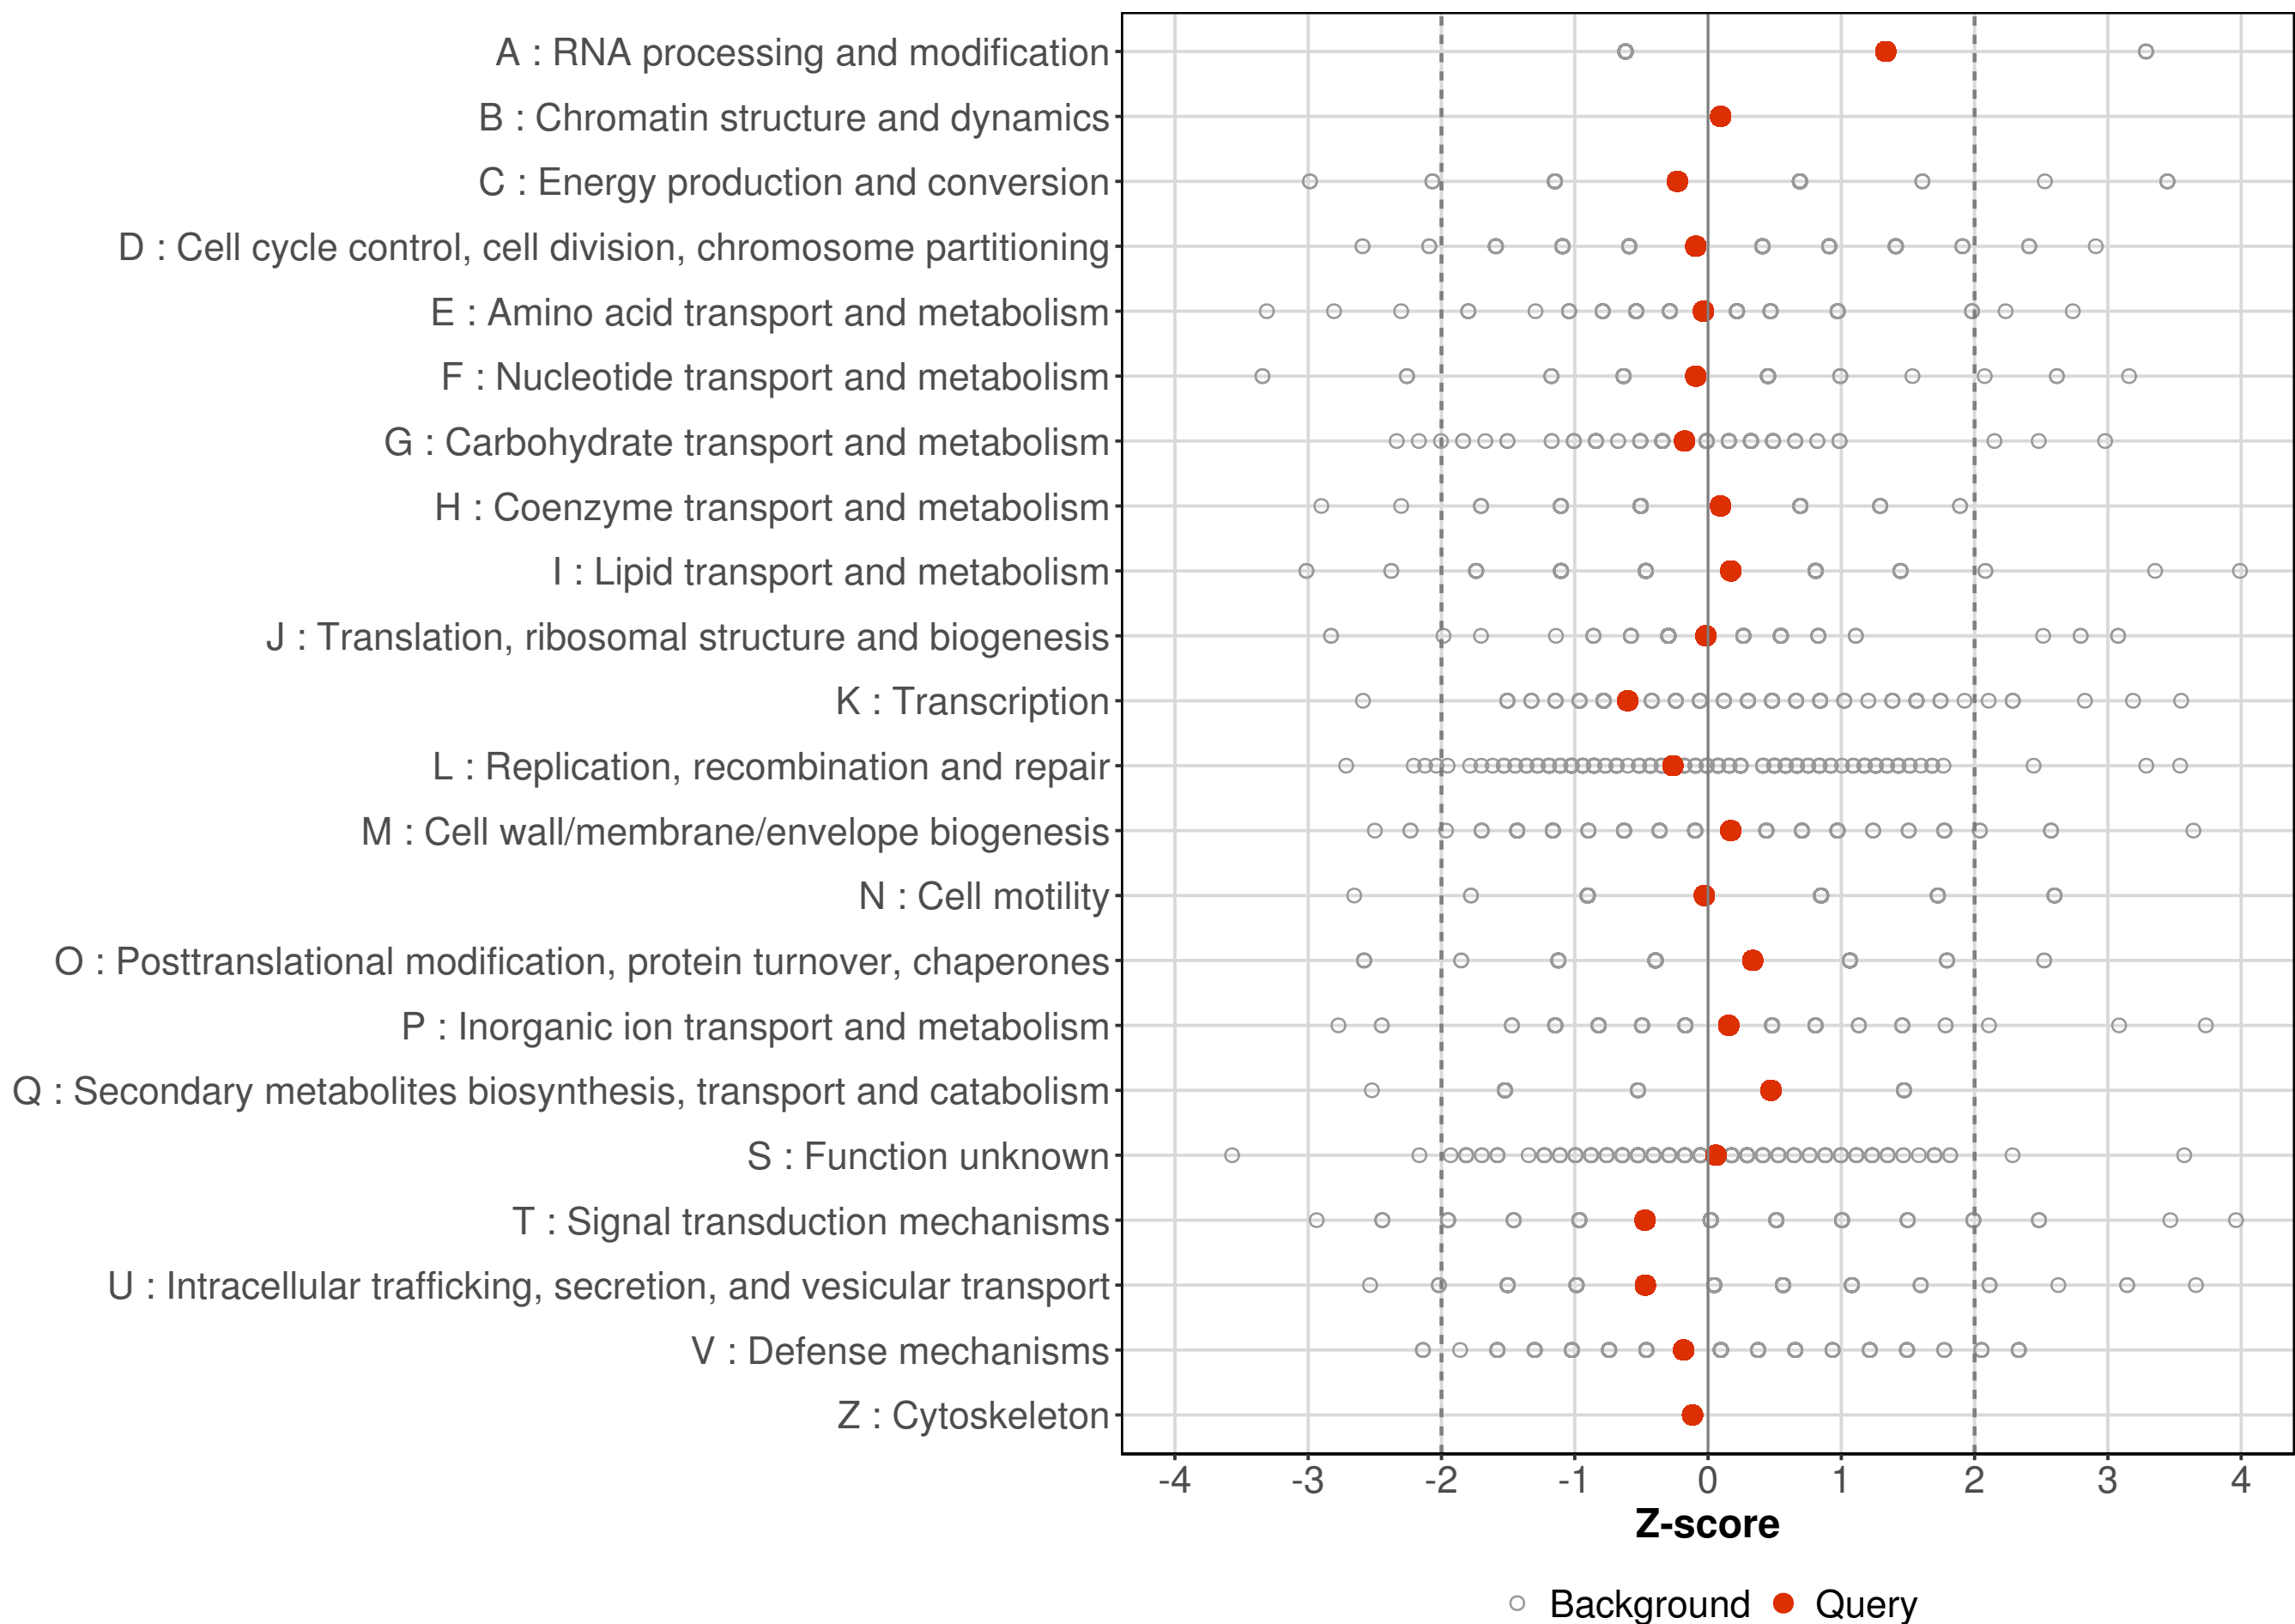 A : RNA processing and modification
B : Chromatin structure and dynamics
C : Energy production and conversion
D : Cell cycle control, cell division, chromosome partitioning
E : Amino acid transport and metabolism
F : Nucleotide transport and metabolism
G : Carbohydrate transport and metabolism
H : Coenzyme transport and metabolism
I : Lipid transport and metabolism
J : Translation, ribosomal structure and biogenesis
K : Transcription
L : Replication, recombination and repair
M : Cell wall/membrane/envelope biogenesis
N : Cell motility
O : Posttranslational modification, protein turnover, chaperones
P : Inorganic ion transport and metabolism
Q : Secondary metabolites biosynthesis, transport and catabolism
S : Function unknown
T : Signal transduction mechanisms
U : Intracellular trafficking, secretion, and vesicular transport
V : Defense mechanisms
Z : Cytoskeleton
-4 -3 -2 -1 0 1 2 3 4
Z-score
Background Query